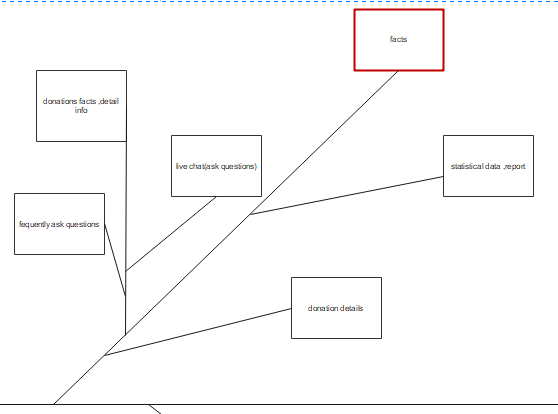 facts
donations facts ,detail
info
live chat(ask questions)
statistical data ,report
fequently ask questions
donation details